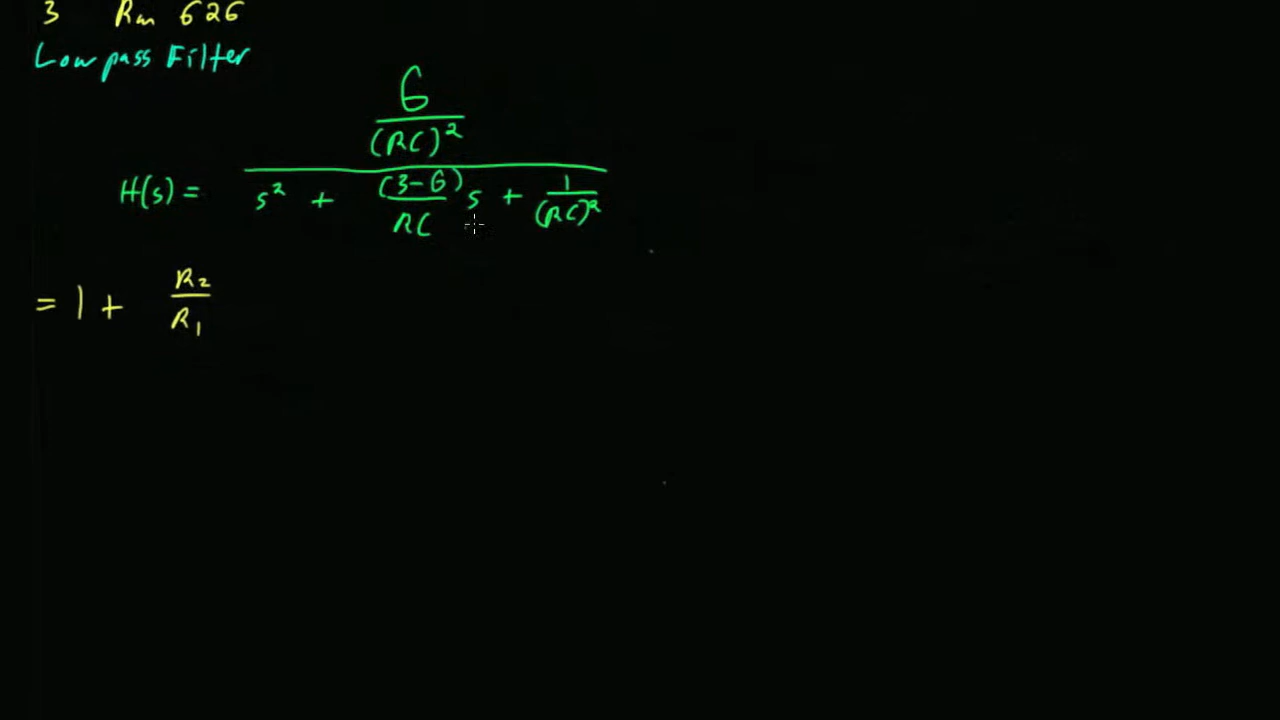 3 Rm 626
Low pass Filter
H(s) = G/(RC)² / s² + (3-G)/RC s + 1/(RC)²
= 1 + R₂/R₁